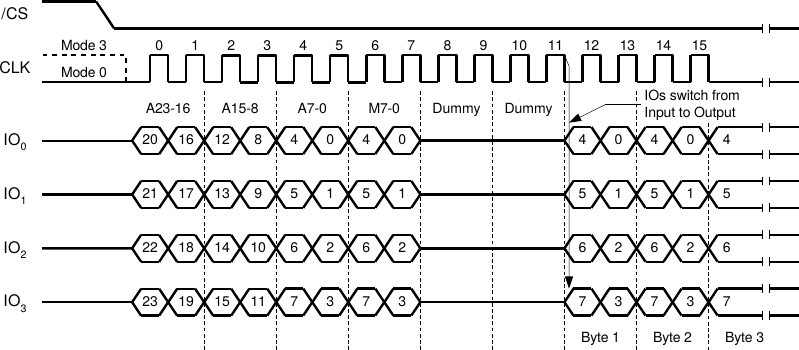 /CS
Mode 3 0 1 2 3 4 5 6 7 8 9 10 11 12 13 14 15
CLK
Mode 0
IOs switch from
Input to Output
A23-16 A15-8 A7-0 M7-0 Dummy Dummy
IO0 20 16 12 8 4 0 4 0 4 0 4 0 4
IO1 21 17 13 9 5 1 5 1 5 1 5 1 5
IO2 22 18 14 10 6 2 6 2 6 2 6 2 6
IO3 23 19 15 11 7 3 7 3 7 3 7 3 7
Byte 1 Byte 2 Byte 3